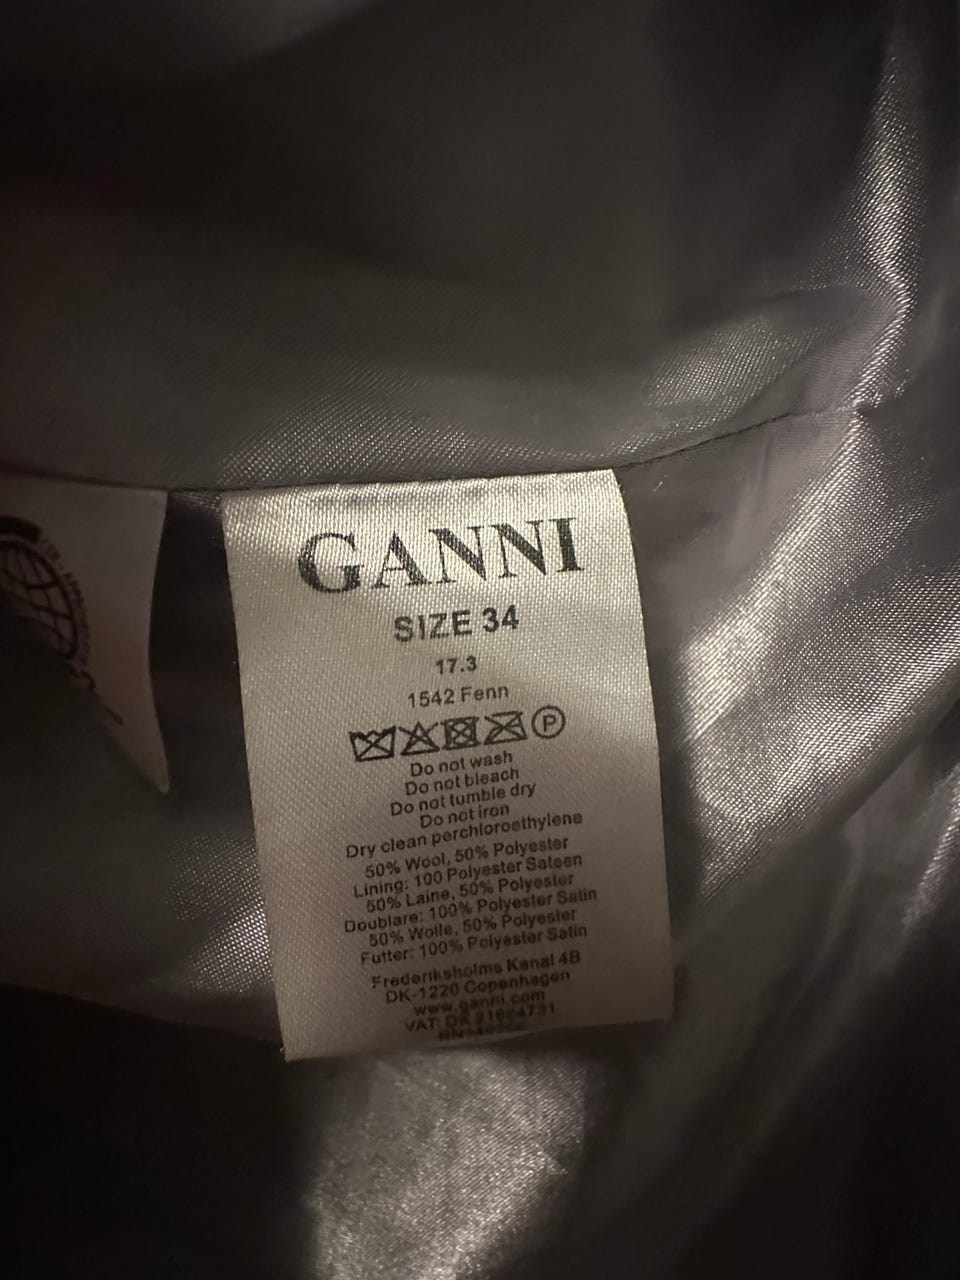 GANNI
SIZE 34
17.3
1542 Fenn
P
Do not wash
Do not bleach
Do not tumble dry
Do not iron
Dry clean perchloroethylene
50% Wool, 50% Polyester
Lining: 100 Polyester Sateen
50% Laine, 50% Polyester
Doublare: 100% Polyester Satin
50% Wolle, 50% Polyester
Futter: 100% Polyester Satin
Frederiksholms Kanal 4B
DK-1220 Copenhagen
www.ganni.com
VAT: DK